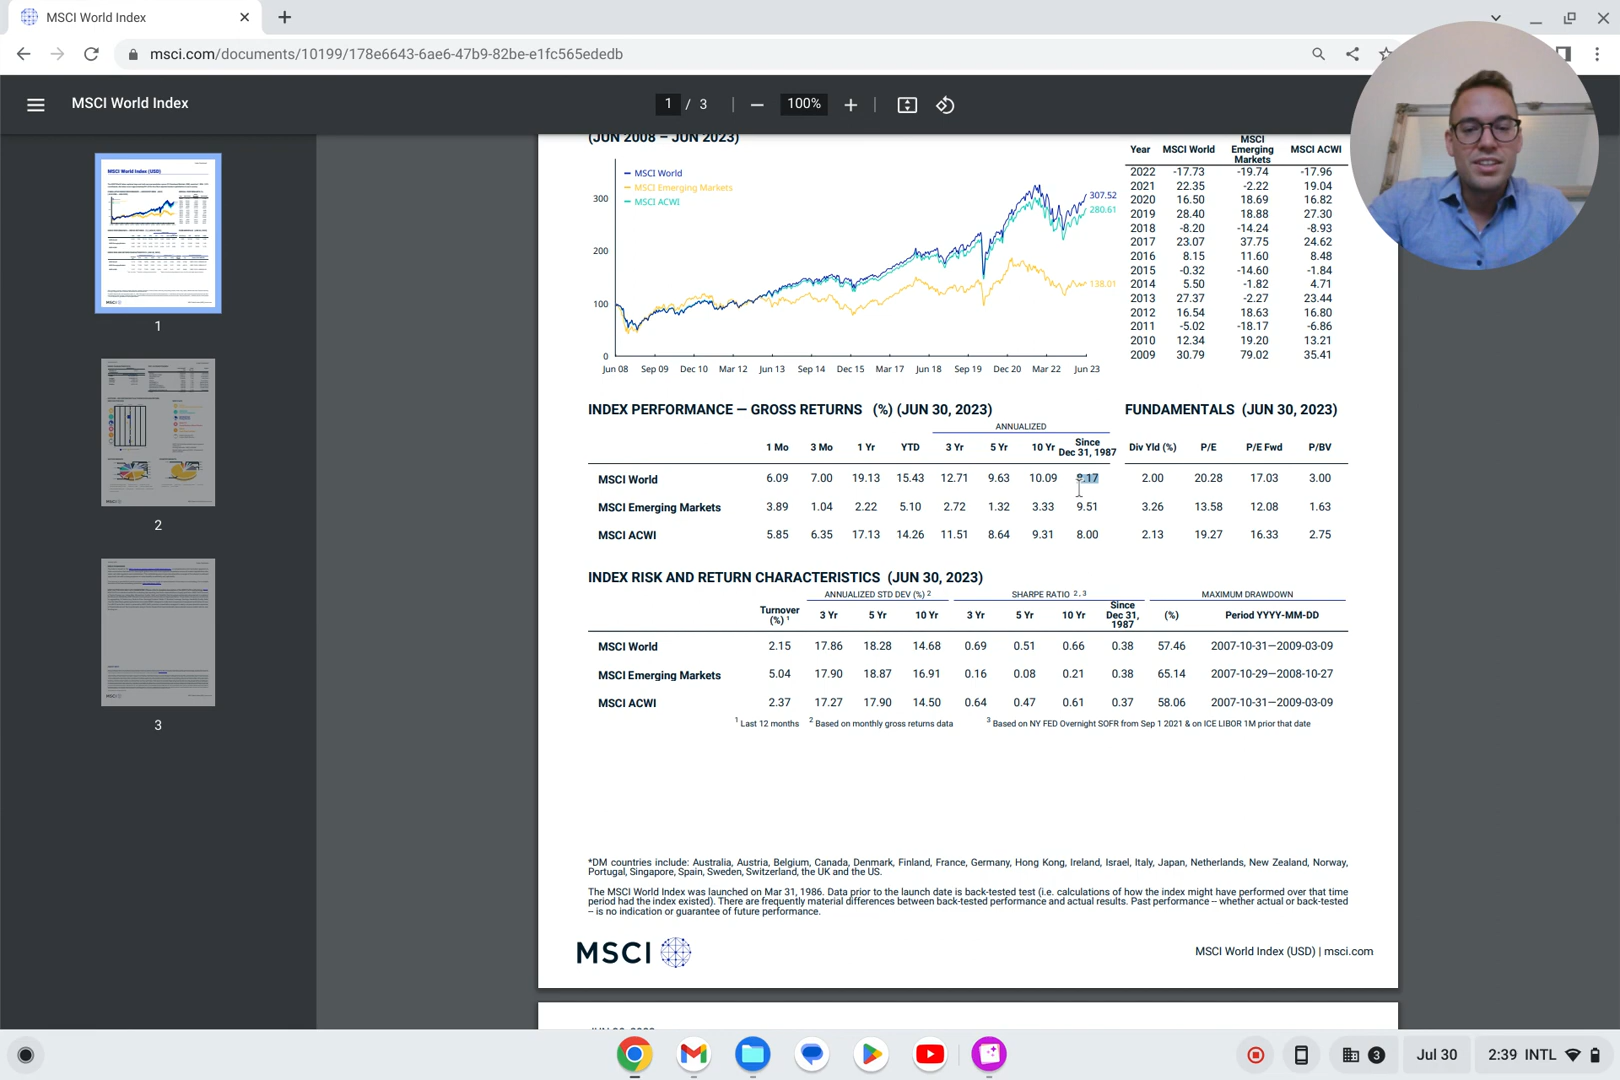 MSCI World Index
msci.com/documents/10199/178e6643-6ae6-47b9-82be-e1fc565ededb
MSCI World Index
1 / 3
100%
1
2
3
(JUN 2008 – JUN 2023)
MSCI World
MSCI Emerging Markets
MSCI ACWI
300
200
100
0
307.52
280.61
138.01
Jun 08 Sep 09 Dec 10 Mar 12 Jun 13 Sep 14 Dec 15 Mar 17 Jun 18 Sep 19 Dec 20 Mar 22 Jun 23
Year MSCI World MSCI Emerging Markets MSCI ACWI
2022 -17.73 -19.74 -17.96
2021 22.35 -2.22 19.04
2020 16.50 18.69 16.82
2019 28.40 18.88 27.30
2018 -8.20 -14.24 -8.93
2017 23.07 37.75 24.62
2016 8.15 11.60 8.48
2015 -0.32 -14.60 -1.84
2014 5.50 -1.82 4.71
2013 27.37 -2.27 23.44
2012 16.54 18.63 16.80
2011 -5.02 -18.17 -6.86
2010 12.34 19.20 13.21
2009 30.79 79.02 35.41
INDEX PERFORMANCE — GROSS RETURNS (%) (JUN 30, 2023)
ANNUALIZED
1 Mo 3 Mo 1 Yr YTD 3 Yr 5 Yr 10 Yr Since Dec 31, 1987
MSCI World 6.09 7.00 19.13 15.43 12.71 9.63 10.09 8.17
MSCI Emerging Markets 3.89 1.04 2.22 5.10 2.72 1.32 3.33 9.51
MSCI ACWI 5.85 6.35 17.13 14.26 11.51 8.64 9.31 8.00
FUNDAMENTALS (JUN 30, 2023)
Div Yld (%) P/E P/E Fwd P/BV
2.00 20.28 17.03 3.00
3.26 13.58 12.08 1.63
2.13 19.27 16.33 2.75
INDEX RISK AND RETURN CHARACTERISTICS (JUN 30, 2023)
ANNUALIZED STD DEV (%) 2 SHARPE RATIO 2,3 MAXIMUM DRAWDOWN
Turnover (%) 1 3 Yr 5 Yr 10 Yr 3 Yr 5 Yr 10 Yr Since Dec 31, 1987 (%) Period YYYY-MM-DD
MSCI World 2.15 17.86 18.28 14.68 0.69 0.51 0.66 0.38 57.46 2007-10-31—2009-03-09
MSCI Emerging Markets 5.04 17.90 18.87 16.91 0.16 0.08 0.21 0.38 65.14 2007-10-29—2008-10-27
MSCI ACWI 2.37 17.27 17.90 14.50 0.64 0.47 0.61 0.37 58.06 2007-10-31—2009-03-09
1 Last 12 months 2 Based on monthly gross returns data 3 Based on NY FED Overnight SOFR from Sep 1 2021 & on ICE LIBOR 1M prior that date
*DM countries include: Australia, Austria, Belgium, Canada, Denmark, Finland, France, Germany, Hong Kong, Ireland, Israel, Italy, Japan, Netherlands, New Zealand, Norway,
Portugal, Singapore, Spain, Sweden, Switzerland, the UK and the US.
The MSCI World Index was launched on Mar 31, 1986. Data prior to the launch date is back-tested test (i.e. calculations of how the index might have performed over that time
period had the index existed). There are frequently material differences between back-tested performance and actual results. Past performance -- whether actual or back-tested
-- is no indication or guarantee of future performance.
MSCI
MSCI World Index (USD) | msci.com
3
Jul 30
2:39 INTL